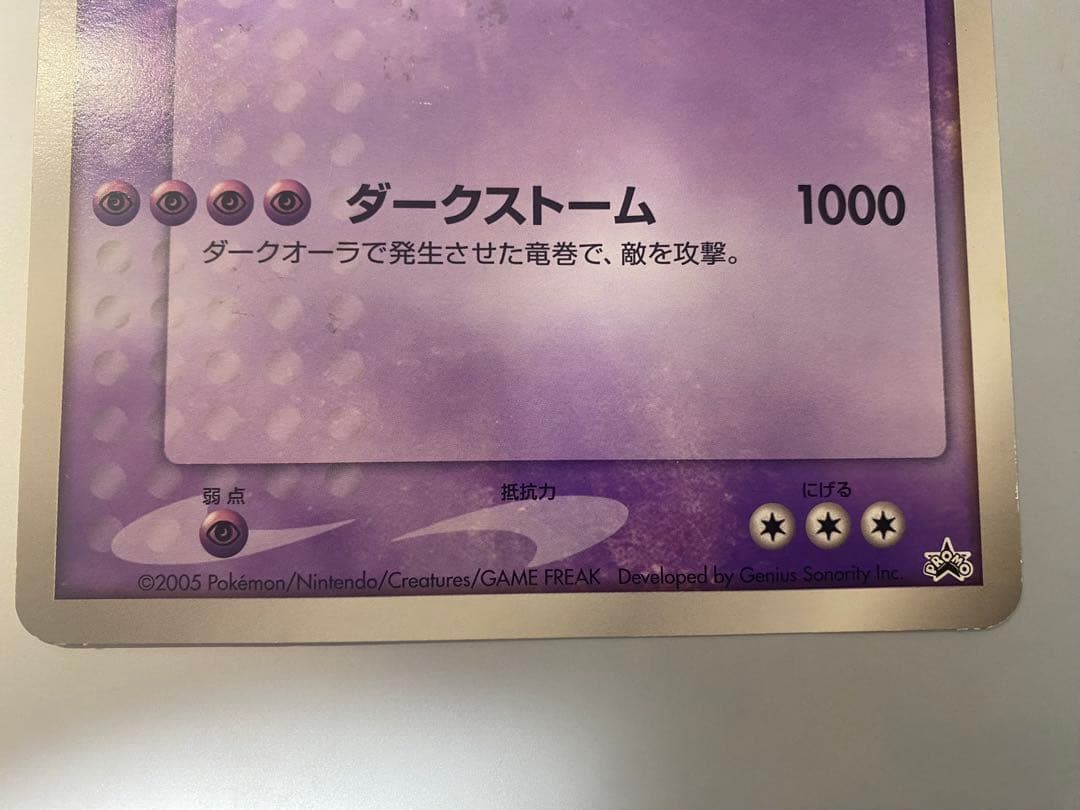 ダークストーム 1000
ダークオーラで発生させた竜巻で、敵を攻撃。
弱点 抵抗力 にげる
©2005 Pokémon/Nintendo/Creatures/GAME FREAK Developed by Genius Sonority Inc.
PROMO